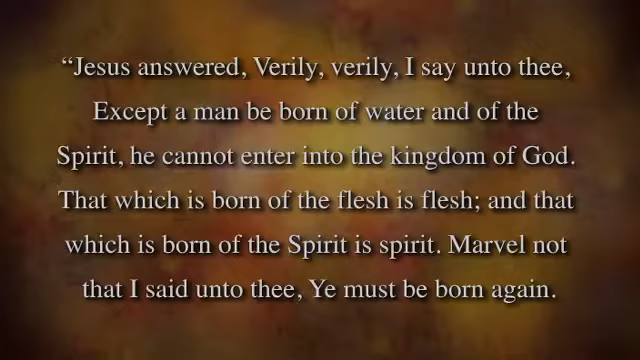 “Jesus answered, Verily, verily, I say unto thee,
Except a man be born of water and of the
Spirit, he cannot enter into the kingdom of God.
That which is born of the flesh is flesh; and that
which is born of the Spirit is spirit. Marvel not
that I said unto thee, Ye must be born again.